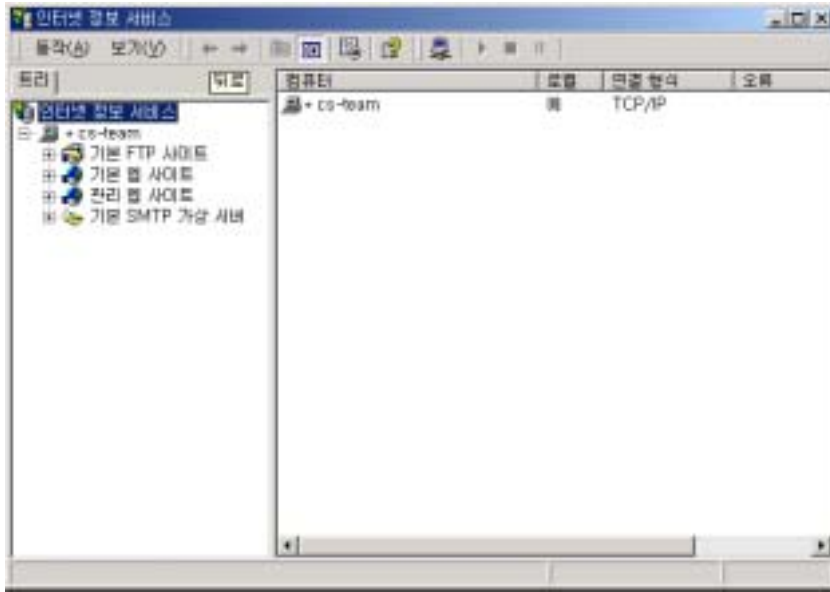 인터넷 정보 서비스
동작(A) 보기(V)
트리 뒤로
컴퓨터 로컬 연결 형식 오류
인터넷 정보 서비스
* cs-team 예 TCP/IP
* cs-team
기본 FTP 사이트
기본 웹 사이트
관리 웹 사이트
기본 SMTP 가상 서버